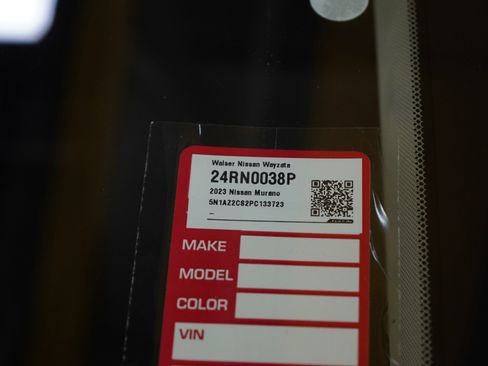 Walser Nissan Wayzata
24RN0038P
2023 Nissan Murano
5N1AZ2CS2PC133723
MAKE
MODEL
COLOR
VIN